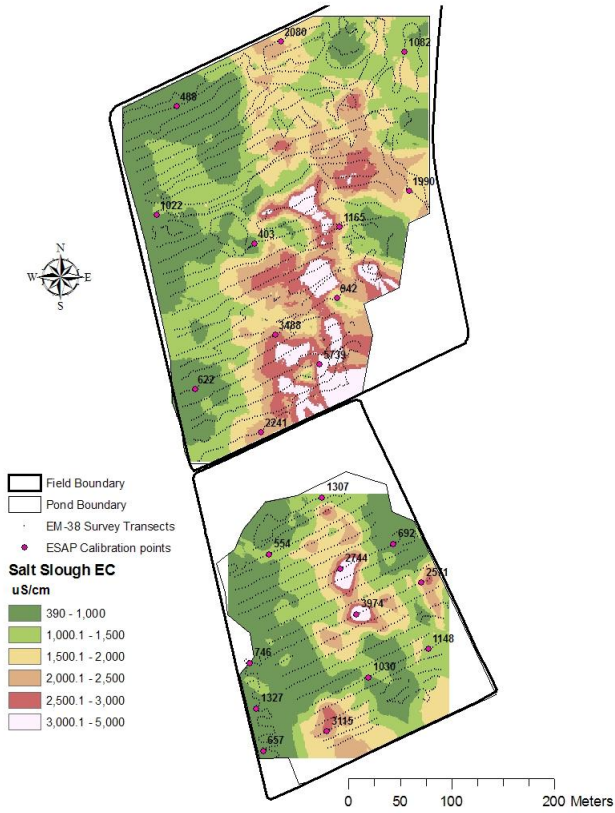 2080
1082
488
1990
1022
1165
403
N
W E
S
942
3488
5739
622
2241
Field Boundary
Pond Boundary
EM-38 Survey Transects
ESAP Calibration points
Salt Slough EC
uS/cm
390 - 1,000
1,000.1 - 1,500
1,500.1 - 2,000
2,000.1 - 2,500
2,500.1 - 3,000
3,000.1 - 5,000
1307
692
554
2744
2571
3974
1148
746
1030
1327
3115
657
0 50 100 200 Meters